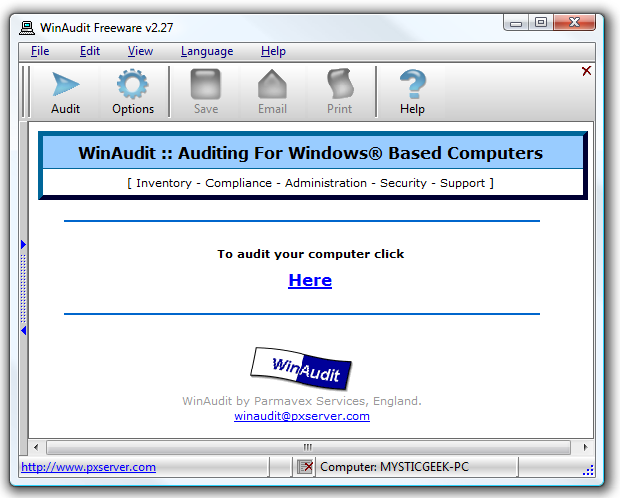 WinAudit Freeware v2.27
File Edit View Language Help
Audit Options Save Email Print Help
WinAudit :: Auditing For Windows® Based Computers
[ Inventory - Compliance - Administration - Security - Support ]
To audit your computer click
Here
WinAudit
WinAudit by Parmavex Services, England.
winaudit@pxserver.com
http://www.pxserver.com Computer: MYSTICGEEK-PC